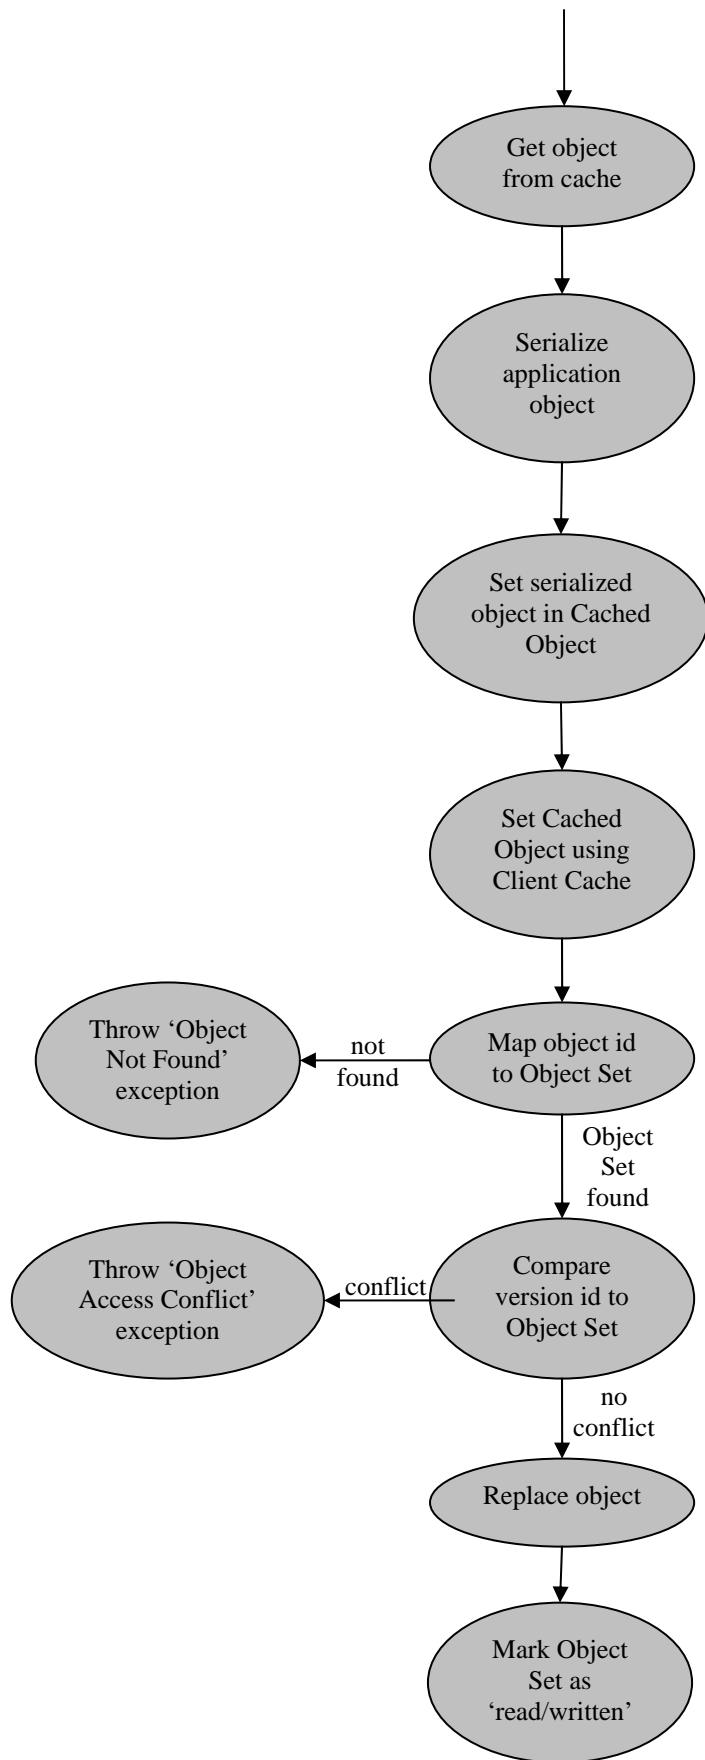 Get object
from cache
Serialize
application
object
Set serialized
object in Cached
Object
Set Cached
Object using
Client Cache
Throw ‘Object
Not Found’
exception
not
found
Map object id
to Object Set
Object
Set
found
Throw ‘Object
Access Conflict’
exception
conflict
Compare
version id to
Object Set
no
conflict
Replace object
Mark Object
Set as
‘read/written’